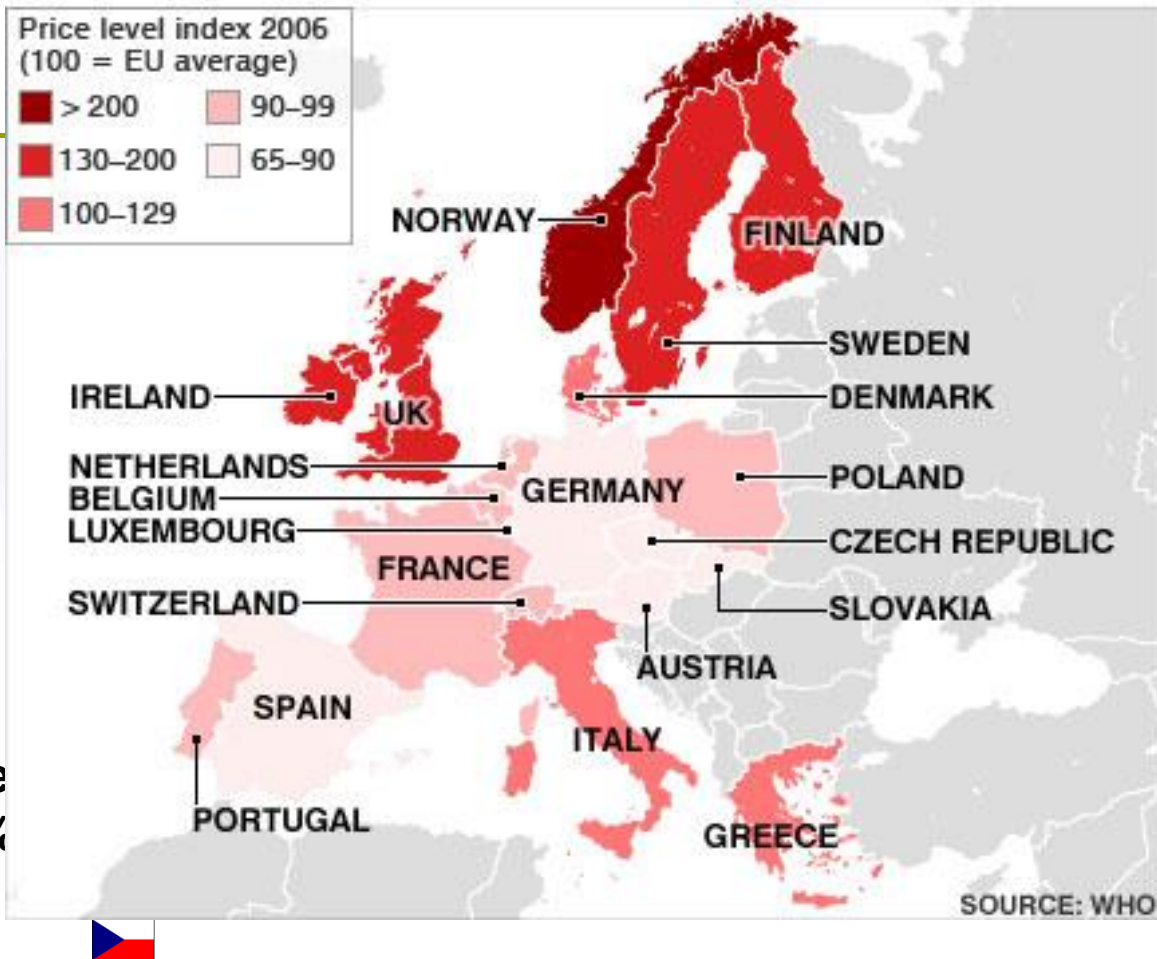 Price level index 2006
(100 = EU average)
> 200
90–99
130–200
65–90
100–129
NORWAY
FINLAND
SWEDEN
IRELAND
UK
DENMARK
NETHERLANDS
BELGIUM
LUXEMBOURG
GERMANY
POLAND
CZECH REPUBLIC
FRANCE
SWITZERLAND
SLOVAKIA
AUSTRIA
SPAIN
ITALY
PORTUGAL
GREECE
SOURCE: WHO